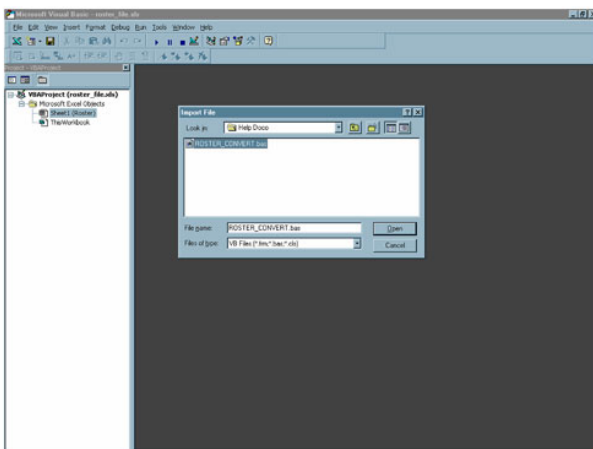 Microsoft Visual Basic - roster_file.xls
File Edit View Insert Format Debug Run Tools Window Help
Project - VBAProject
VBAProject (roster_file.xls)
Microsoft Excel Objects
Sheet1 (Roster)
ThisWorkbook
Import File
Look in: Help Docs
ROSTER_CONVERT.bas
File name: ROSTER_CONVERT.bas Open
Files of type: VB Files (*.frm;*.bas;*.cls) Cancel